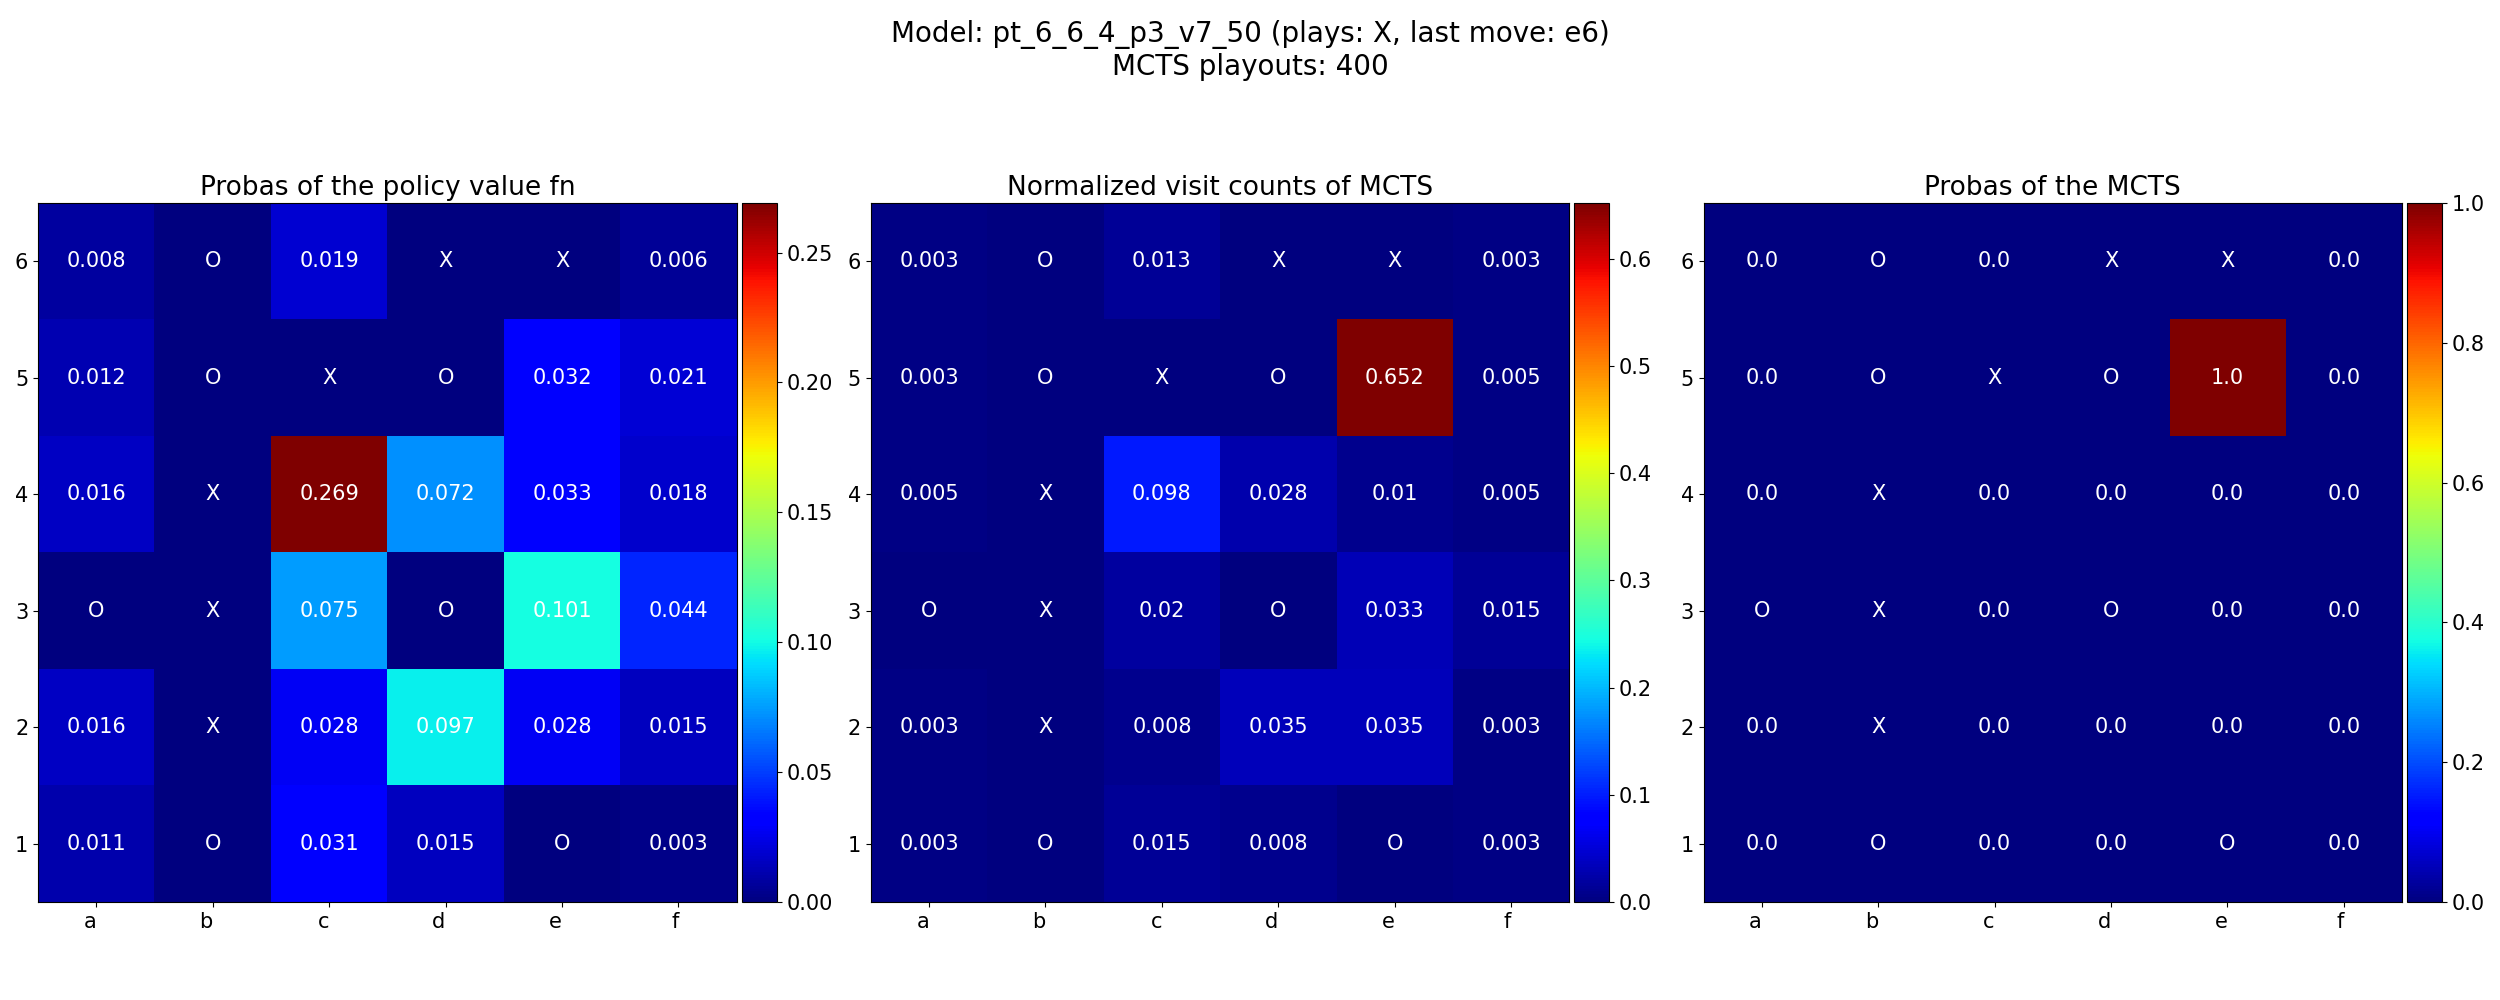 Model: pt_6_6_4_p3_v7_50 (plays: X, last move: e6)
MCTS playouts: 400
Probas of the policy value fn
6 0.008 O 0.019 X X 0.006
5 0.012 O X O 0.032 0.021
4 0.016 X 0.269 0.072 0.033 0.018
3 O X 0.075 O 0.101 0.044
2 0.016 X 0.028 0.097 0.028 0.015
1 0.011 O 0.031 0.015 O 0.003
a b c d e f
0.25
0.20
0.15
0.10
0.05
0.00
Normalized visit counts of MCTS
6 0.003 O 0.013 X X 0.003
5 0.003 O X O 0.652 0.005
4 0.005 X 0.098 0.028 0.01 0.005
3 O X 0.02 O 0.033 0.015
2 0.003 X 0.008 0.035 0.035 0.003
1 0.003 O 0.015 0.008 O 0.003
a b c d e f
0.6
0.5
0.4
0.3
0.2
0.1
0.0
Probas of the MCTS
6 0.0 O 0.0 X X 0.0
5 0.0 O X O 1.0 0.0
4 0.0 X 0.0 0.0 0.0 0.0
3 O X 0.0 O 0.0 0.0
2 0.0 X 0.0 0.0 0.0 0.0
1 0.0 O 0.0 0.0 O 0.0
a b c d e f
1.0
0.8
0.6
0.4
0.2
0.0